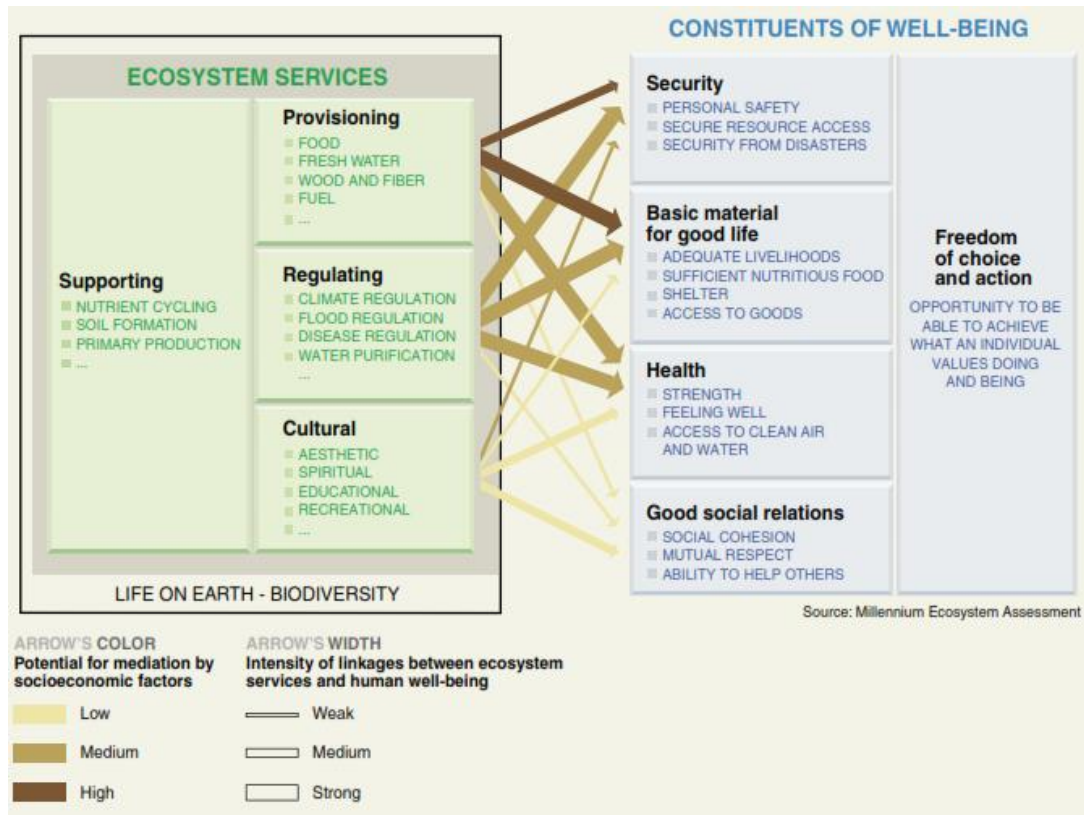 CONSTITUENTS OF WELL-BEING
ECOSYSTEM SERVICES
Supporting
NUTRIENT CYCLING
SOIL FORMATION
PRIMARY PRODUCTION
...
Provisioning
FOOD
FRESH WATER
WOOD AND FIBER
FUEL
...
Regulating
CLIMATE REGULATION
FLOOD REGULATION
DISEASE REGULATION
WATER PURIFICATION
...
Cultural
AESTHETIC
SPIRITUAL
EDUCATIONAL
RECREATIONAL
...
LIFE ON EARTH - BIODIVERSITY
Security
PERSONAL SAFETY
SECURE RESOURCE ACCESS
SECURITY FROM DISASTERS
Basic material
for good life
ADEQUATE LIVELIHOODS
SUFFICIENT NUTRITIOUS FOOD
SHELTER
ACCESS TO GOODS
Health
STRENGTH
FEELING WELL
ACCESS TO CLEAN AIR
AND WATER
Good social relations
SOCIAL COHESION
MUTUAL RESPECT
ABILITY TO HELP OTHERS
Freedom
of choice
and action
OPPORTUNITY TO BE
ABLE TO ACHIEVE
WHAT AN INDIVIDUAL
VALUES DOING
AND BEING
Source: Millennium Ecosystem Assessment
ARROW'S COLOR
Potential for mediation by
socioeconomic factors
Low
Medium
High
ARROW'S WIDTH
Intensity of linkages between ecosystem
services and human well-being
Weak
Medium
Strong